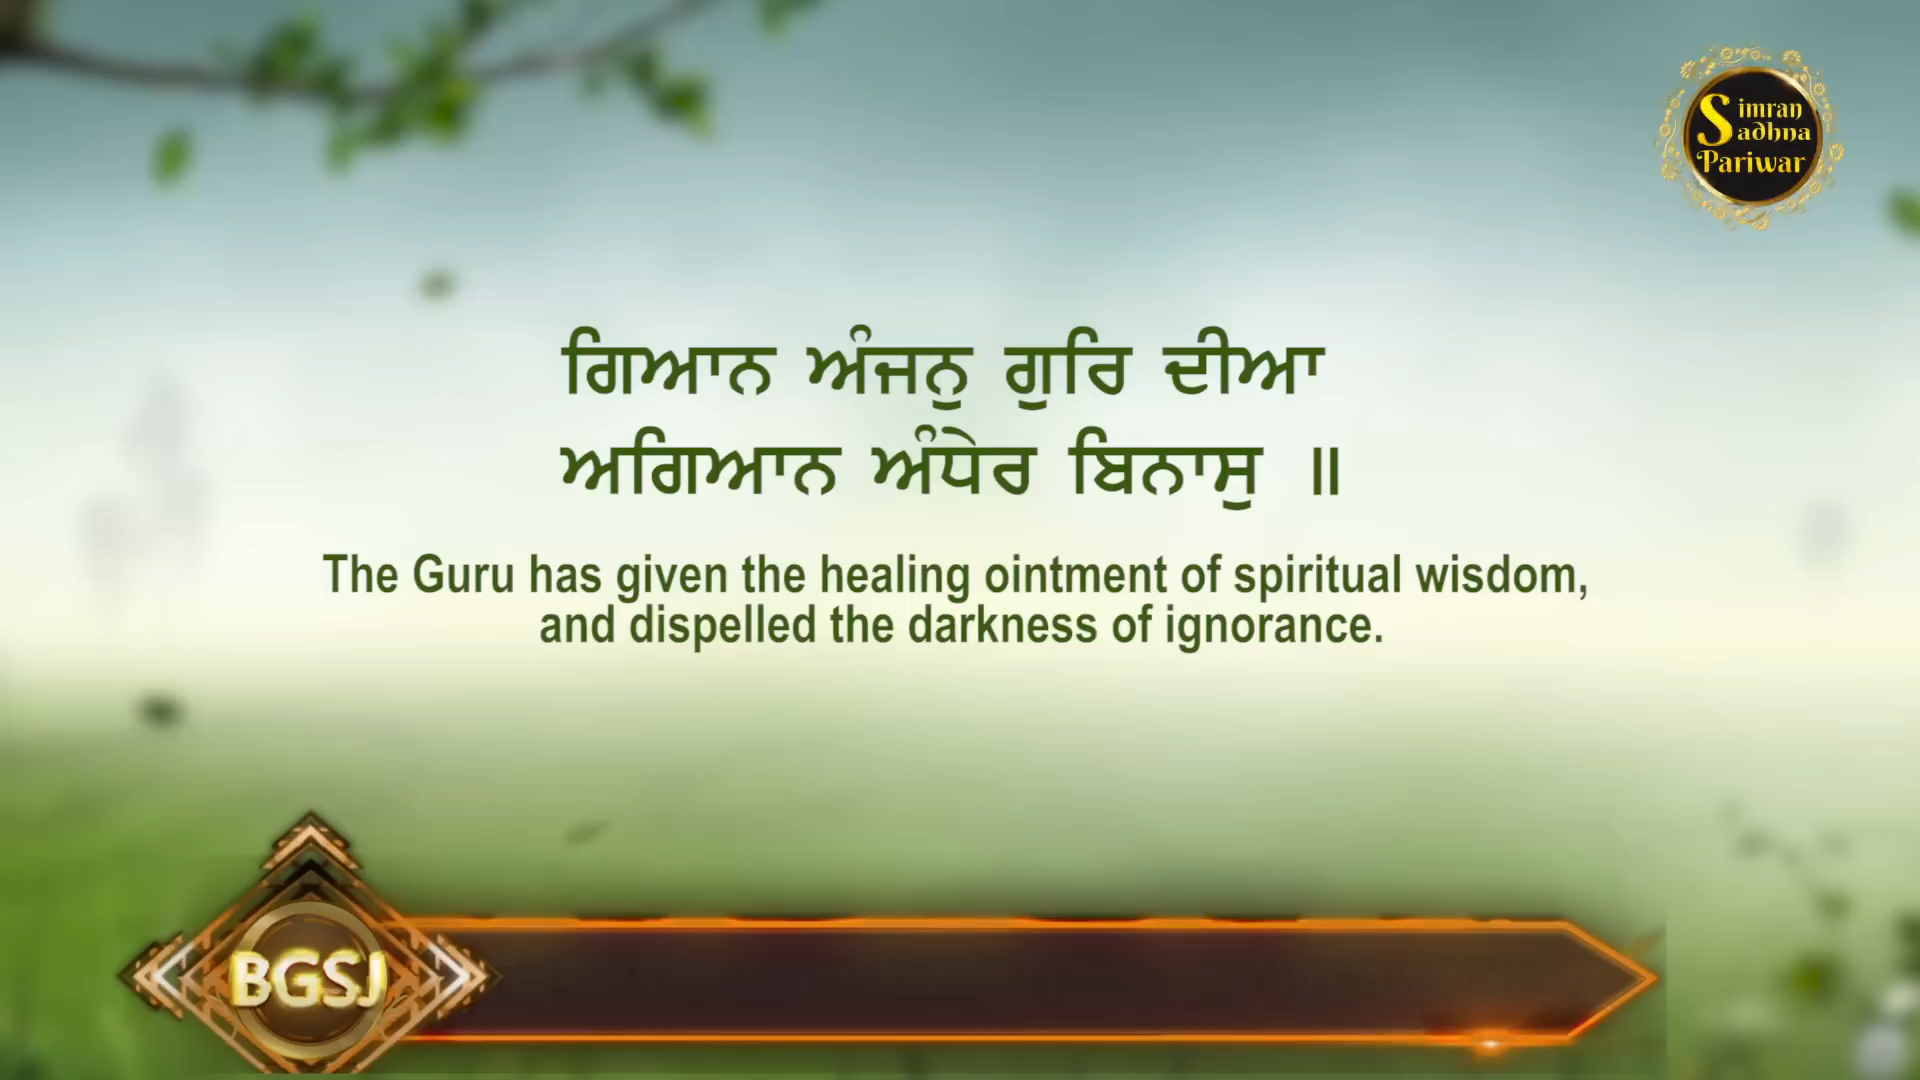 Simran
Sadhna
Pariwar
ਗਿਆਨ ਅੰਜਨੁ ਗੁਰਿ ਦੀਆ
ਅਗਿਆਨ ਅੰਧੇਰ ਬਿਨਾਸੁ ॥
The Guru has given the healing ointment of spiritual wisdom,
and dispelled the darkness of ignorance.
BGSJ